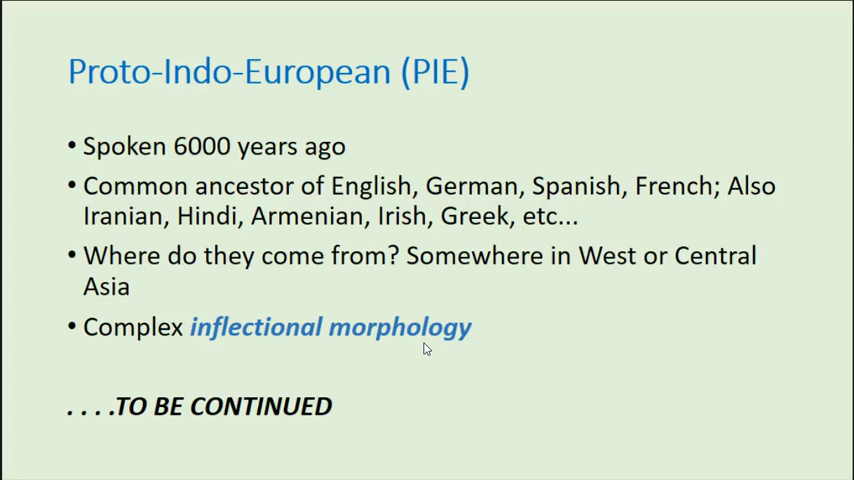 Proto-Indo-European (PIE)
• Spoken 6000 years ago
• Common ancestor of English, German, Spanish, French; Also
Iranian, Hindi, Armenian, Irish, Greek, etc...
• Where do they come from? Somewhere in West or Central
Asia
• Complex inflectional morphology
. . . .TO BE CONTINUED